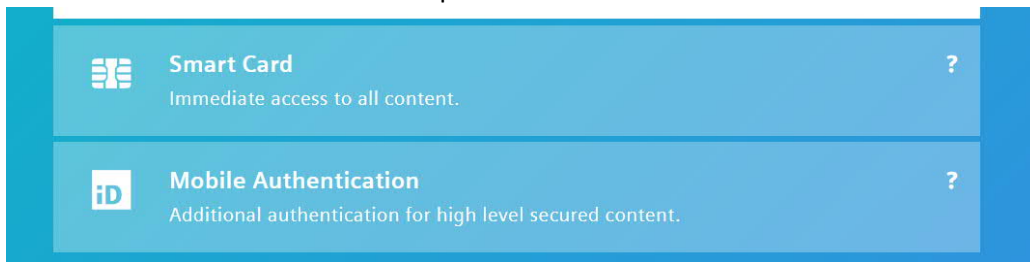 Smart Card
?
Immediate access to all content.
iD
Mobile Authentication
?
Additional authentication for high level secured content.